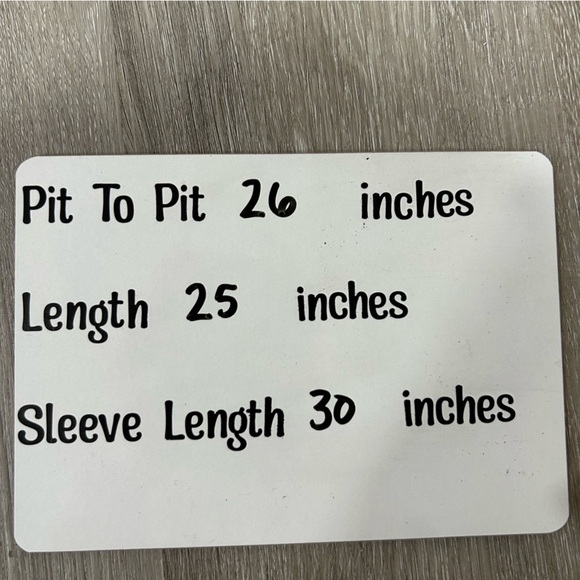 Pit To Pit 26 inches
Length 25 inches
Sleeve Length 30 inches